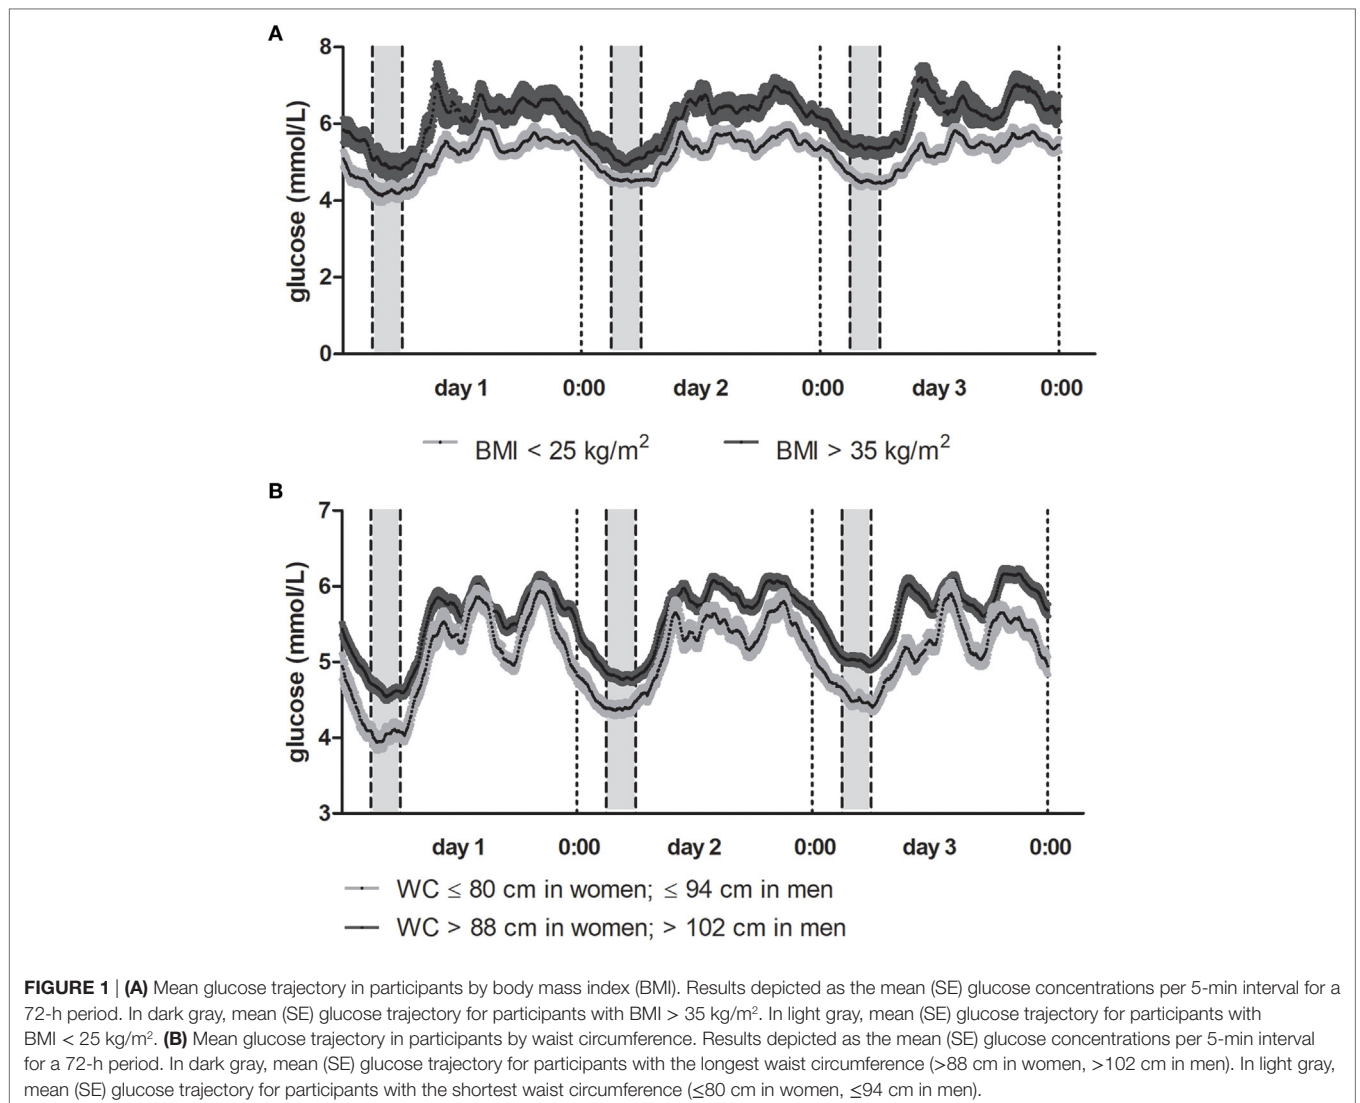 A
8
6
4
2
0
glucose (mmol/L)
day 1 0:00 day 2 0:00 day 3 0:00
BMI < 25 kg/m² BMI > 35 kg/m²
B
7
6
5
4
3
glucose (mmol/L)
day 1 0:00 day 2 0:00 day 3 0:00
WC ≤ 80 cm in women; ≤ 94 cm in men
WC > 88 cm in women; > 102 cm in men
FIGURE 1 | (A) Mean glucose trajectory in participants by body mass index (BMI). Results depicted as the mean (SE) glucose concentrations per 5-min interval for a
72-h period. In dark gray, mean (SE) glucose trajectory for participants with BMI > 35 kg/m². In light gray, mean (SE) glucose trajectory for participants with
BMI < 25 kg/m². (B) Mean glucose trajectory in participants by waist circumference. Results depicted as the mean (SE) glucose concentrations per 5-min interval
for a 72-h period. In dark gray, mean (SE) glucose trajectory for participants with the longest waist circumference (>88 cm in women, >102 cm in men). In light gray,
mean (SE) glucose trajectory for participants with the shortest waist circumference (≤80 cm in women, ≤94 cm in men).